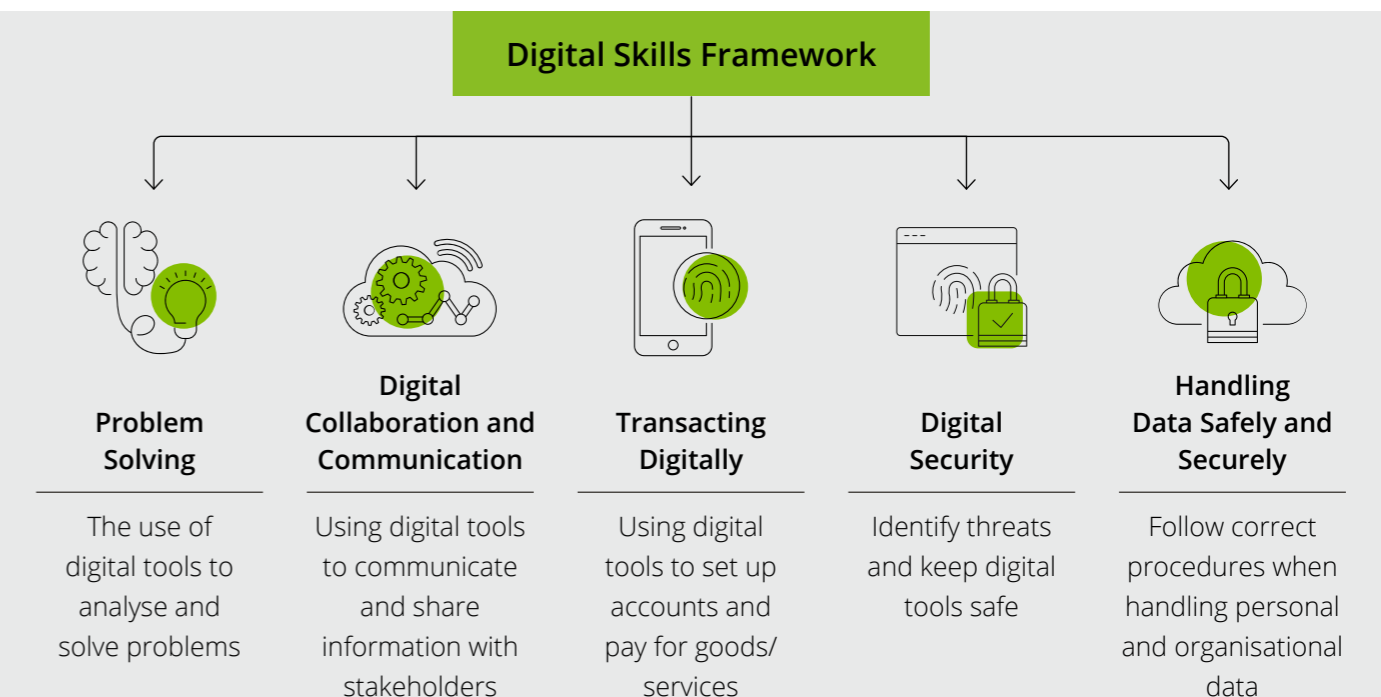 Digital Skills Framework
Problem
Solving
The use of
digital tools to
analyse and
solve problems
Digital
Collaboration and
Communication
Using digital tools
to communicate
and share
information with
stakeholders
Transacting
Digitally
Using digital
tools to set up
accounts and
pay for goods/
services
Digital
Security
Identify threats
and keep digital
tools safe
Handling
Data Safely and
Securely
Follow correct
procedures when
handling personal
and organisational
data